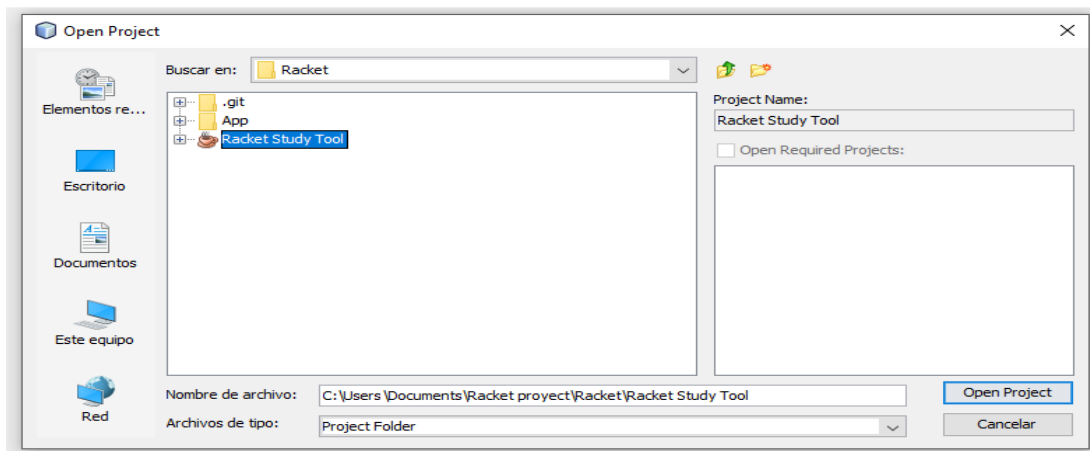 Open Project
Buscar en:
Racket
Elementos re...
Escritorio
Documentos
Este equipo
Red
.git
App
Racket Study Tool
Project Name:
Racket Study Tool
Open Required Projects:
Nombre de archivo:
C:\Users \Documents\Racket proyect\Racket\Racket Study Tool
Open Project
Archivos de tipo:
Project Folder
Cancelar